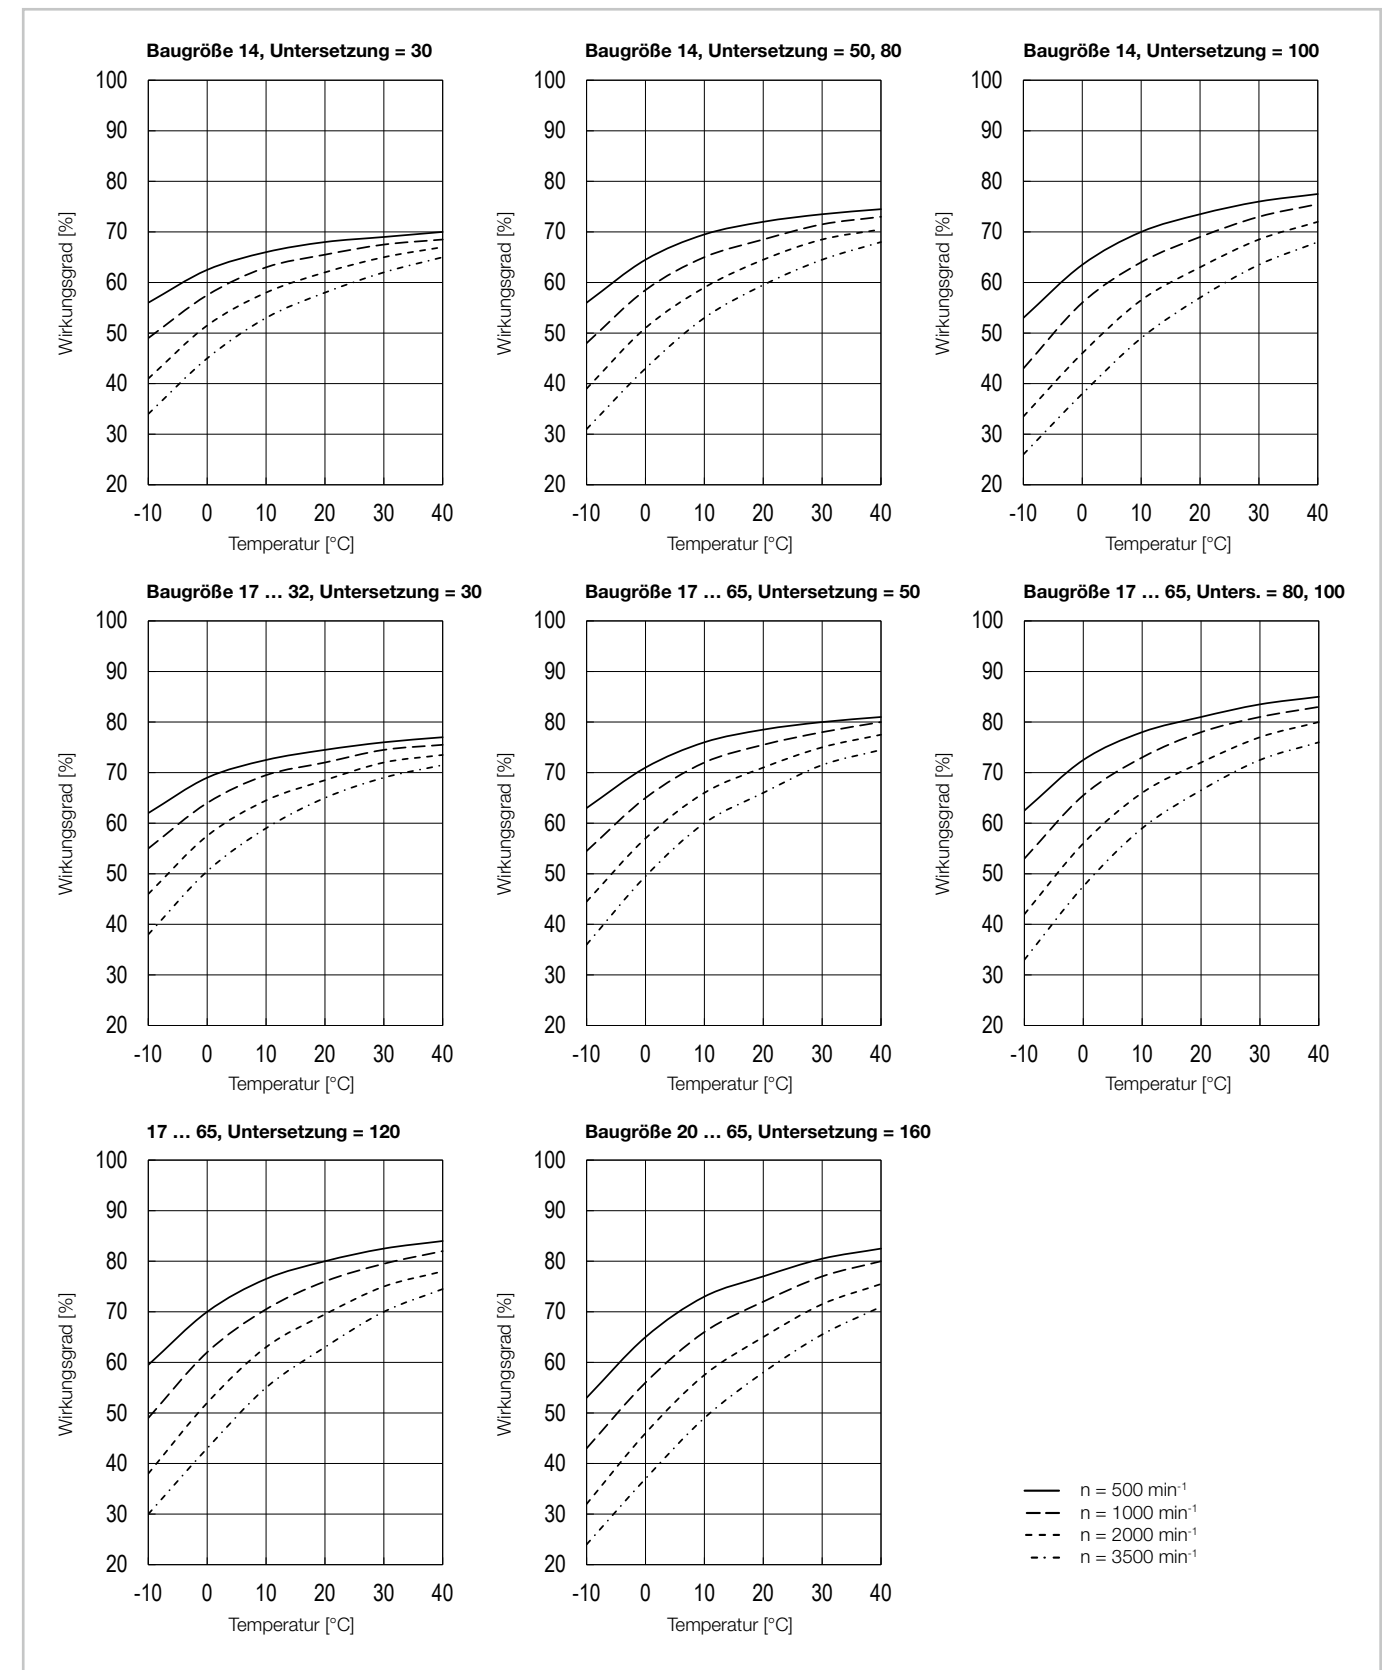 Baugröße 14, Untersetzung = 30
100
90
80
70
60
50
40
30
20
Wirkungsgrad [%]
-10 0 10 20 30 40
Temperatur [°C]
Baugröße 14, Untersetzung = 50, 80
100
90
80
70
60
50
40
30
20
Wirkungsgrad [%]
-10 0 10 20 30 40
Temperatur [°C]
Baugröße 14, Untersetzung = 100
100
90
80
70
60
50
40
30
20
Wirkungsgrad [%]
-10 0 10 20 30 40
Temperatur [°C]
Baugröße 17 … 32, Untersetzung = 30
100
90
80
70
60
50
40
30
20
Wirkungsgrad [%]
-10 0 10 20 30 40
Temperatur [°C]
Baugröße 17 … 65, Untersetzung = 50
100
90
80
70
60
50
40
30
20
Wirkungsgrad [%]
-10 0 10 20 30 40
Temperatur [°C]
Baugröße 17 … 65, Unters. = 80, 100
100
90
80
70
60
50
40
30
20
Wirkungsgrad [%]
-10 0 10 20 30 40
Temperatur [°C]
17 … 65, Untersetzung = 120
100
90
80
70
60
50
40
30
20
Wirkungsgrad [%]
-10 0 10 20 30 40
Temperatur [°C]
Baugröße 20 … 65, Untersetzung = 160
100
90
80
70
60
50
40
30
20
Wirkungsgrad [%]
-10 0 10 20 30 40
Temperatur [°C]
n = 500 min⁻¹
n = 1000 min⁻¹
n = 2000 min⁻¹
n = 3500 min⁻¹